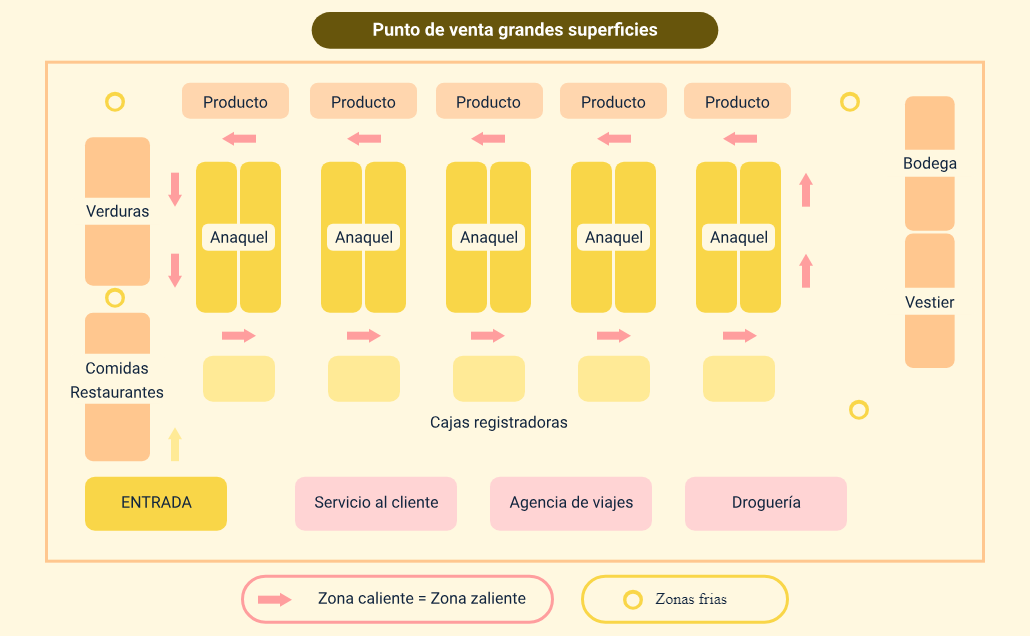 Punto de venta grandes superficies
Producto
Producto
Producto
Producto
Producto
Bodega
Verduras
Anaquel
Anaquel
Anaquel
Anaquel
Anaquel
Vestier
Comidas
Restaurantes
Cajas registradoras
ENTRADA
Servicio al cliente
Agencia de viajes
Droguería
Zona caliente = Zona zaliente
Zonas frias